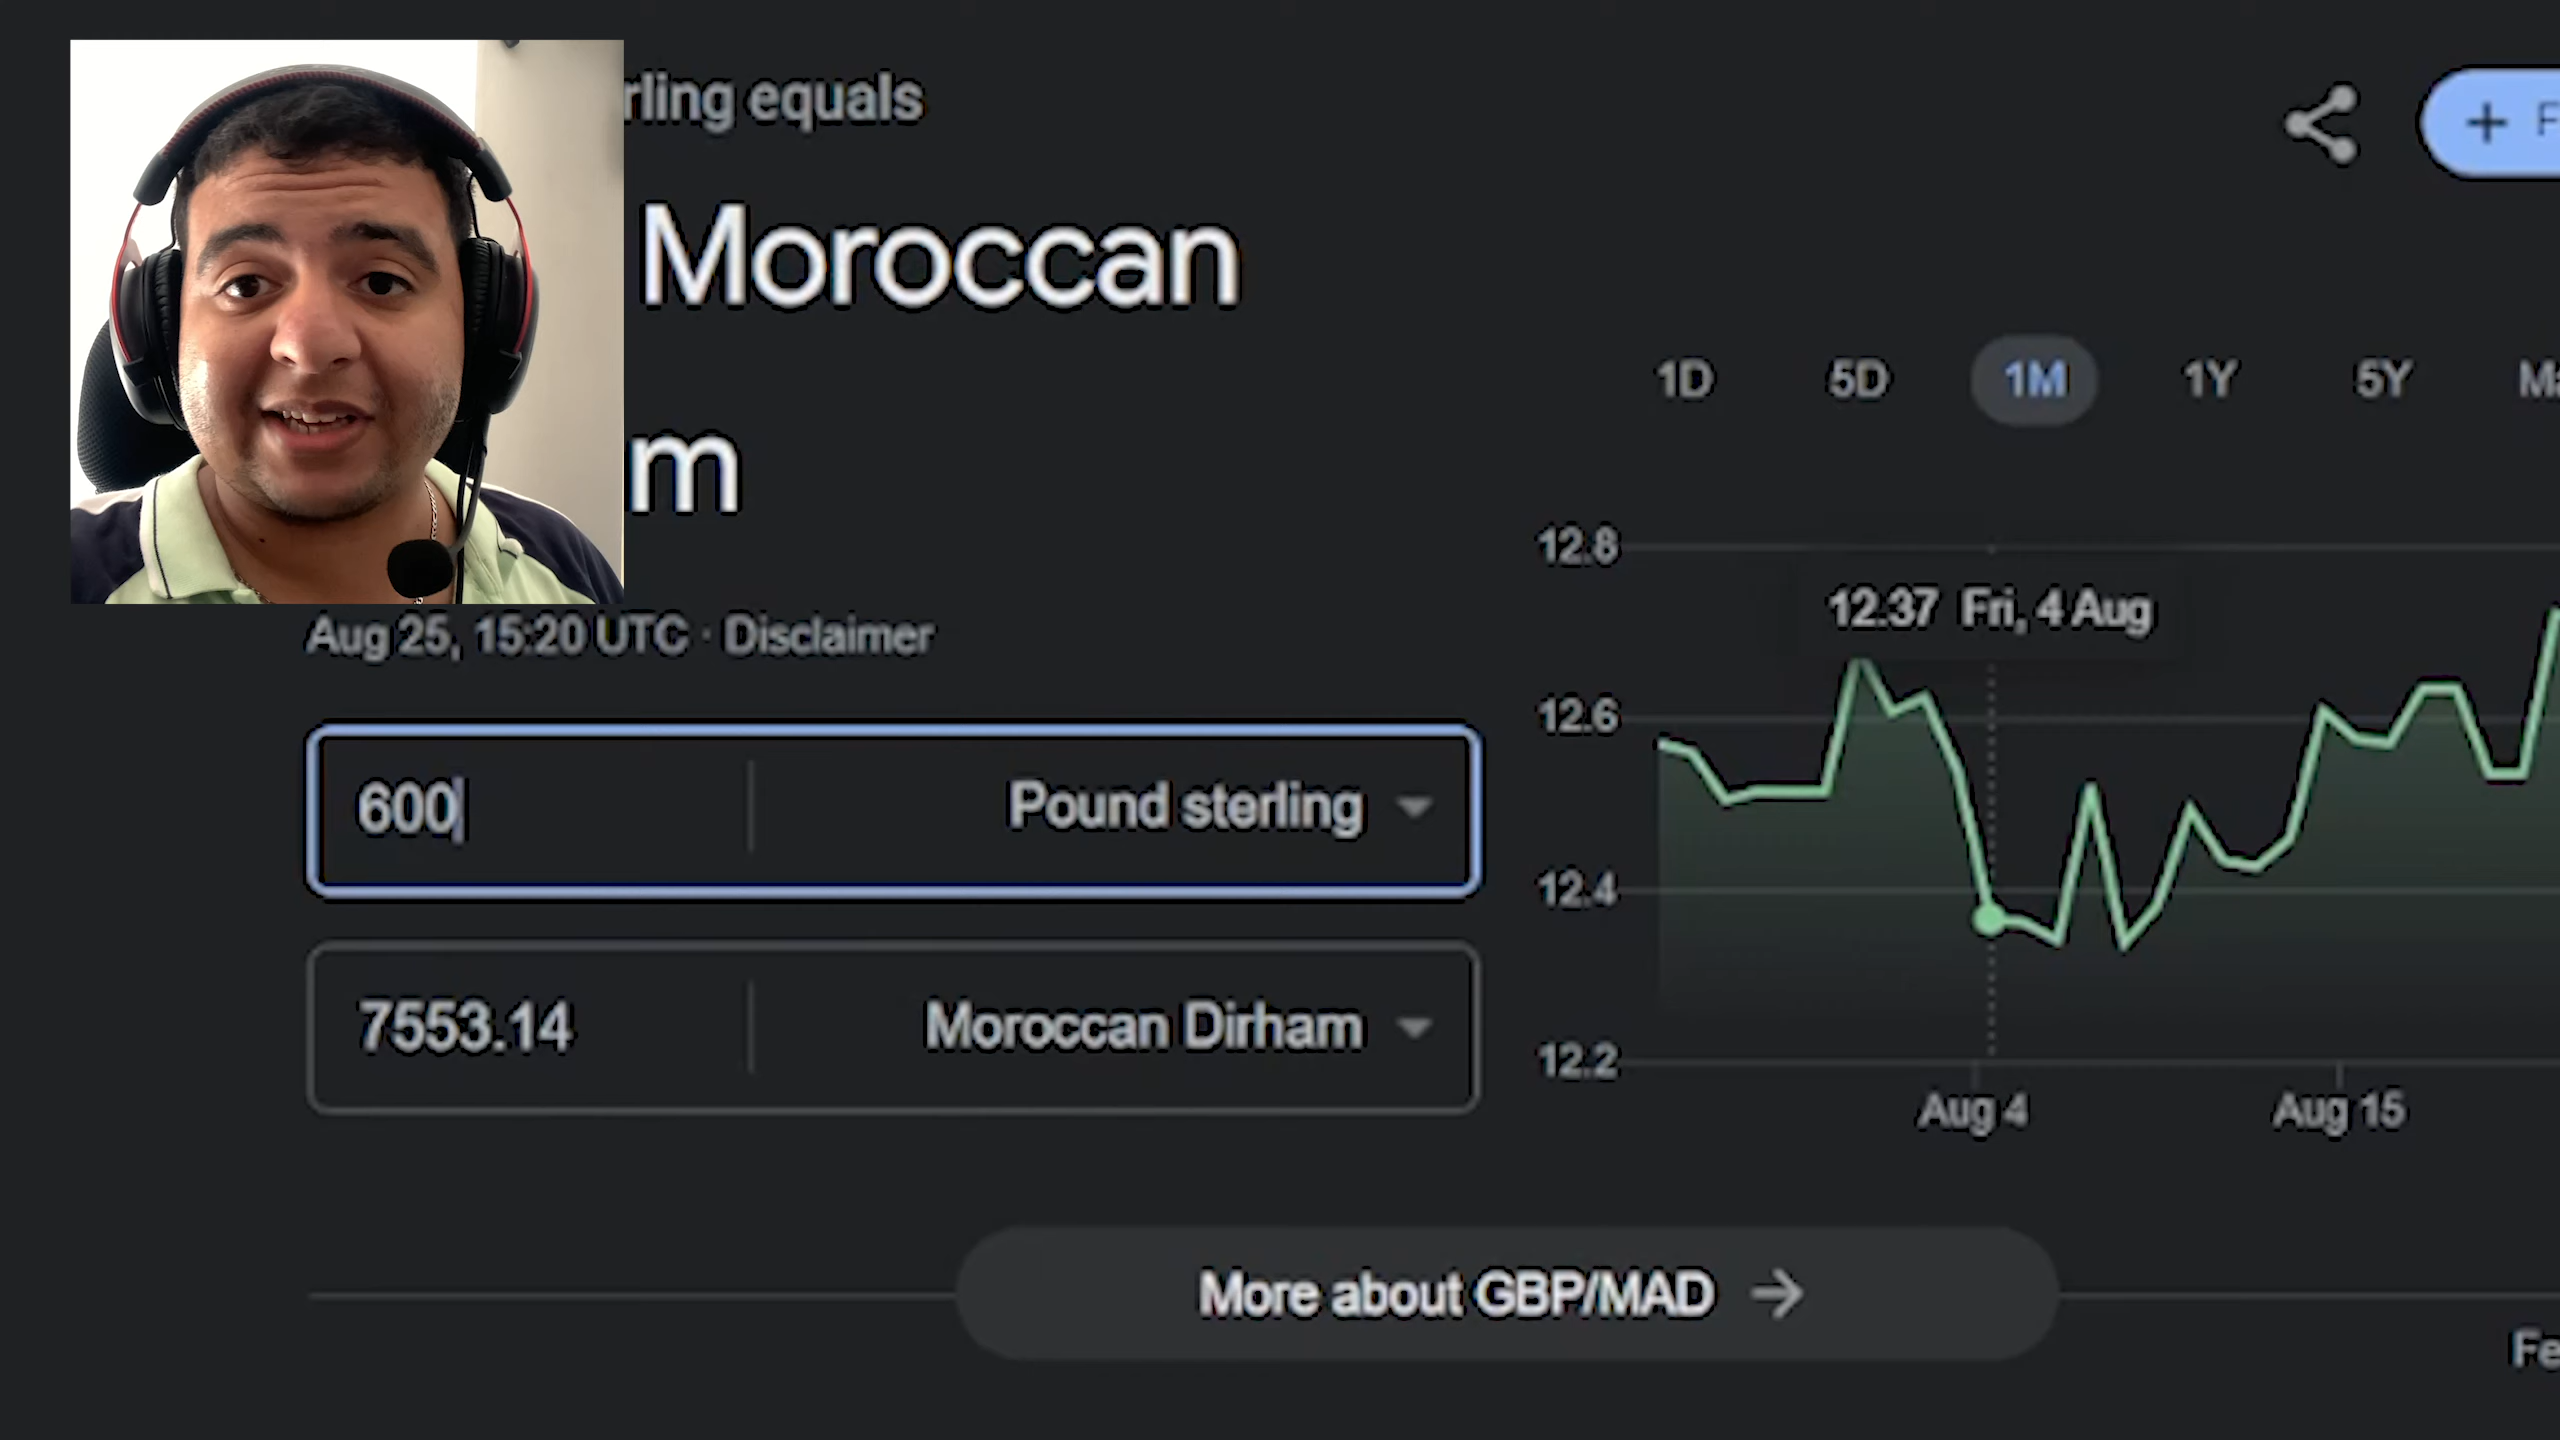 rling equals
Moroccan
m
Aug 25, 15:20 UTC · Disclaimer
600 Pound sterling
7553.14 Moroccan Dirham
+ F
1D 5D 1M 1Y 5Y Ma
12.8
12.37 Fri, 4 Aug
12.6
12.4
12.2
Aug 4 Aug 15
More about GBP/MAD →
Fe